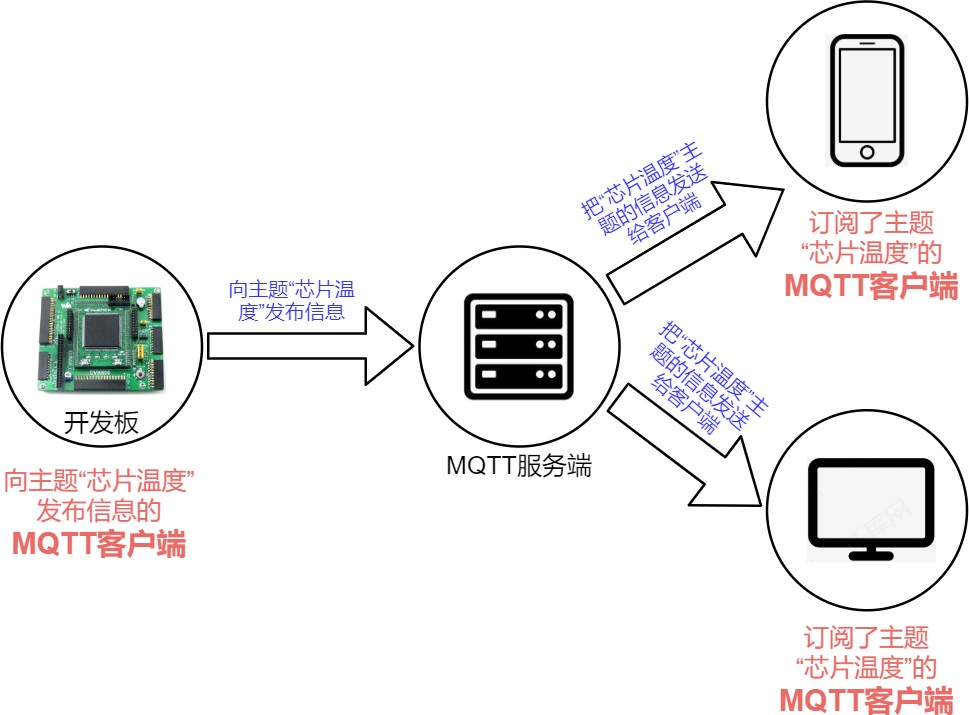 向主题“芯片温
度”发布信息
开发板
向主题“芯片温度”
发布信息的
MQTT客户端
MQTT服务端
把“芯片温度”主
题的信息发送
给客户端
订阅了主题
“芯片温度”的
MQTT客户端
把“芯片温度”主
题的信息发送
给客户端
订阅了主题
“芯片温度”的
MQTT客户端